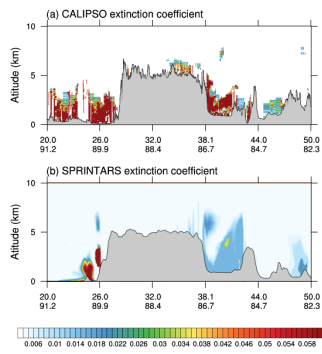 (a) CALIPSO extinction coefficient
10
5
0
Altitude (km)
20.0 26.0 32.0 38.1 44.0 50.0
91.2 89.9 88.4 86.7 84.7 82.3
(b) SPRINTARS extinction coefficient
10
5
0
Altitude (km)
20.0 26.0 32.0 38.1 44.0 50.0
91.2 89.9 88.4 86.7 84.7 82.3
0.006 0.01 0.014 0.018 0.022 0.026 0.03 0.034 0.038 0.042 0.046 0.05 0.054 0.058